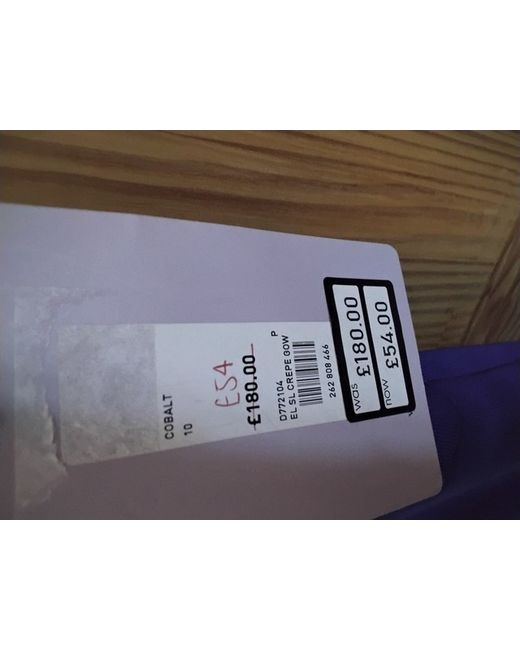 COBALT
10
£54
£180.00
D772104 P
EL SL CREPE GOW
262 808 466
was £180.00
now £54.00